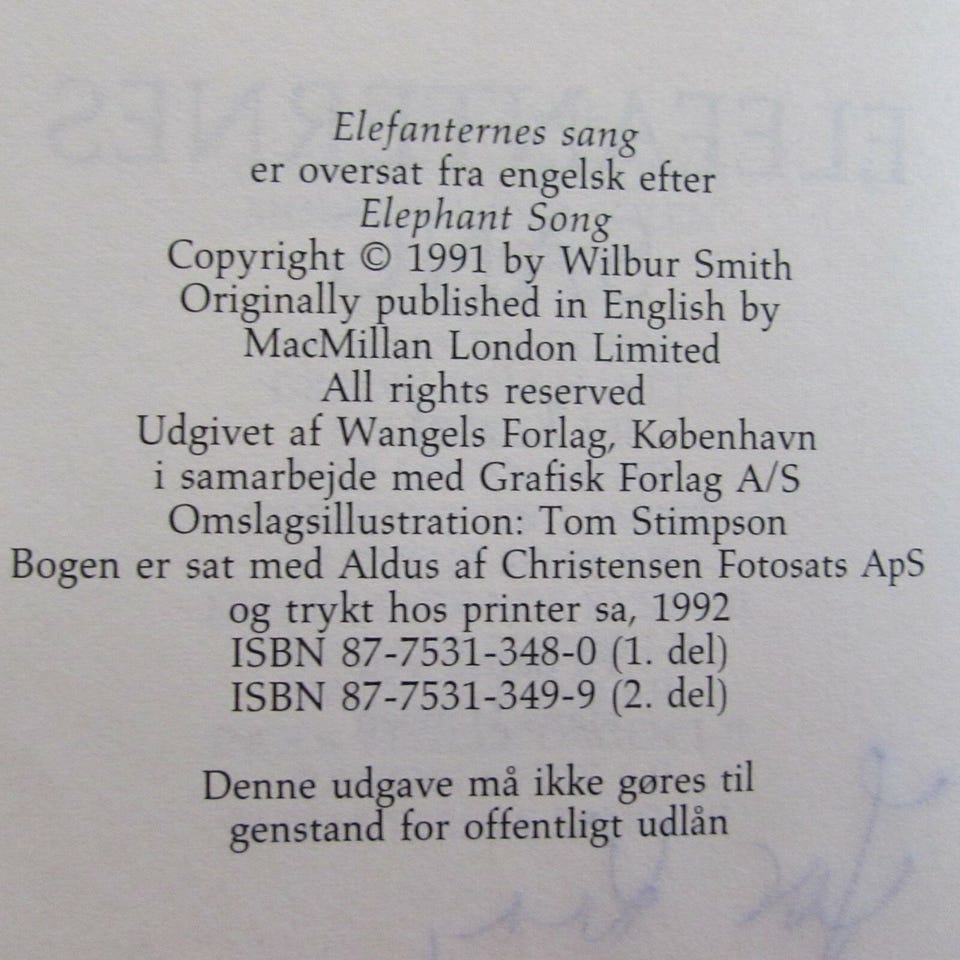 Elefanternes sang
er oversat fra engelsk efter
Elephant Song
Copyright © 1991 by Wilbur Smith
Originally published in English by
MacMillan London Limited
All rights reserved
Udgivet af Wangels Forlag, København
i samarbejde med Grafisk Forlag A/S
Omslagsillustration: Tom Stimpson
Bogen er sat med Aldus af Christensen Fotosats ApS
og trykt hos printer sa, 1992
ISBN 87-7531-348-0 (1. del)
ISBN 87-7531-349-9 (2. del)
Denne udgave må ikke gøres til
genstand for offentligt udlån